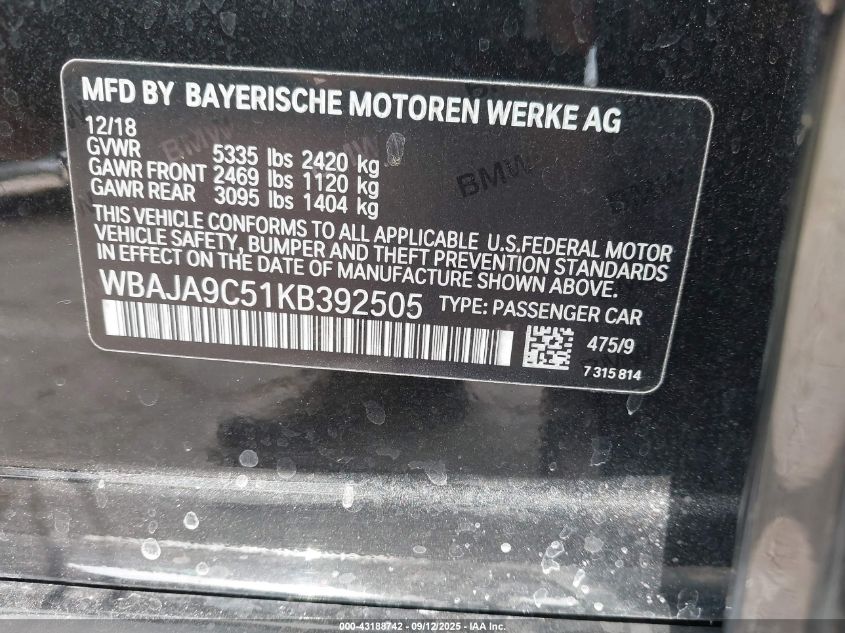 MFD BY BAYERISCHE MOTOREN WERKE AG
12/18
GVWR 5335 lbs 2420 kg
GAWR FRONT 2469 lbs 1120 kg
GAWR REAR 3095 lbs 1404 kg
THIS VEHICLE CONFORMS TO ALL APPLICABLE U.S.FEDERAL MOTOR
VEHICLE SAFETY, BUMPER AND THEFT PREVENTION STANDARDS
IN EFFECT ON THE DATE OF MANUFACTURE SHOWN ABOVE.
WBAJA9C51KB392505 TYPE: PASSENGER CAR
475/9
7 315 814
BMW
BMW
BMW
000-43188742 - 09/12/2025 - IAA Inc.